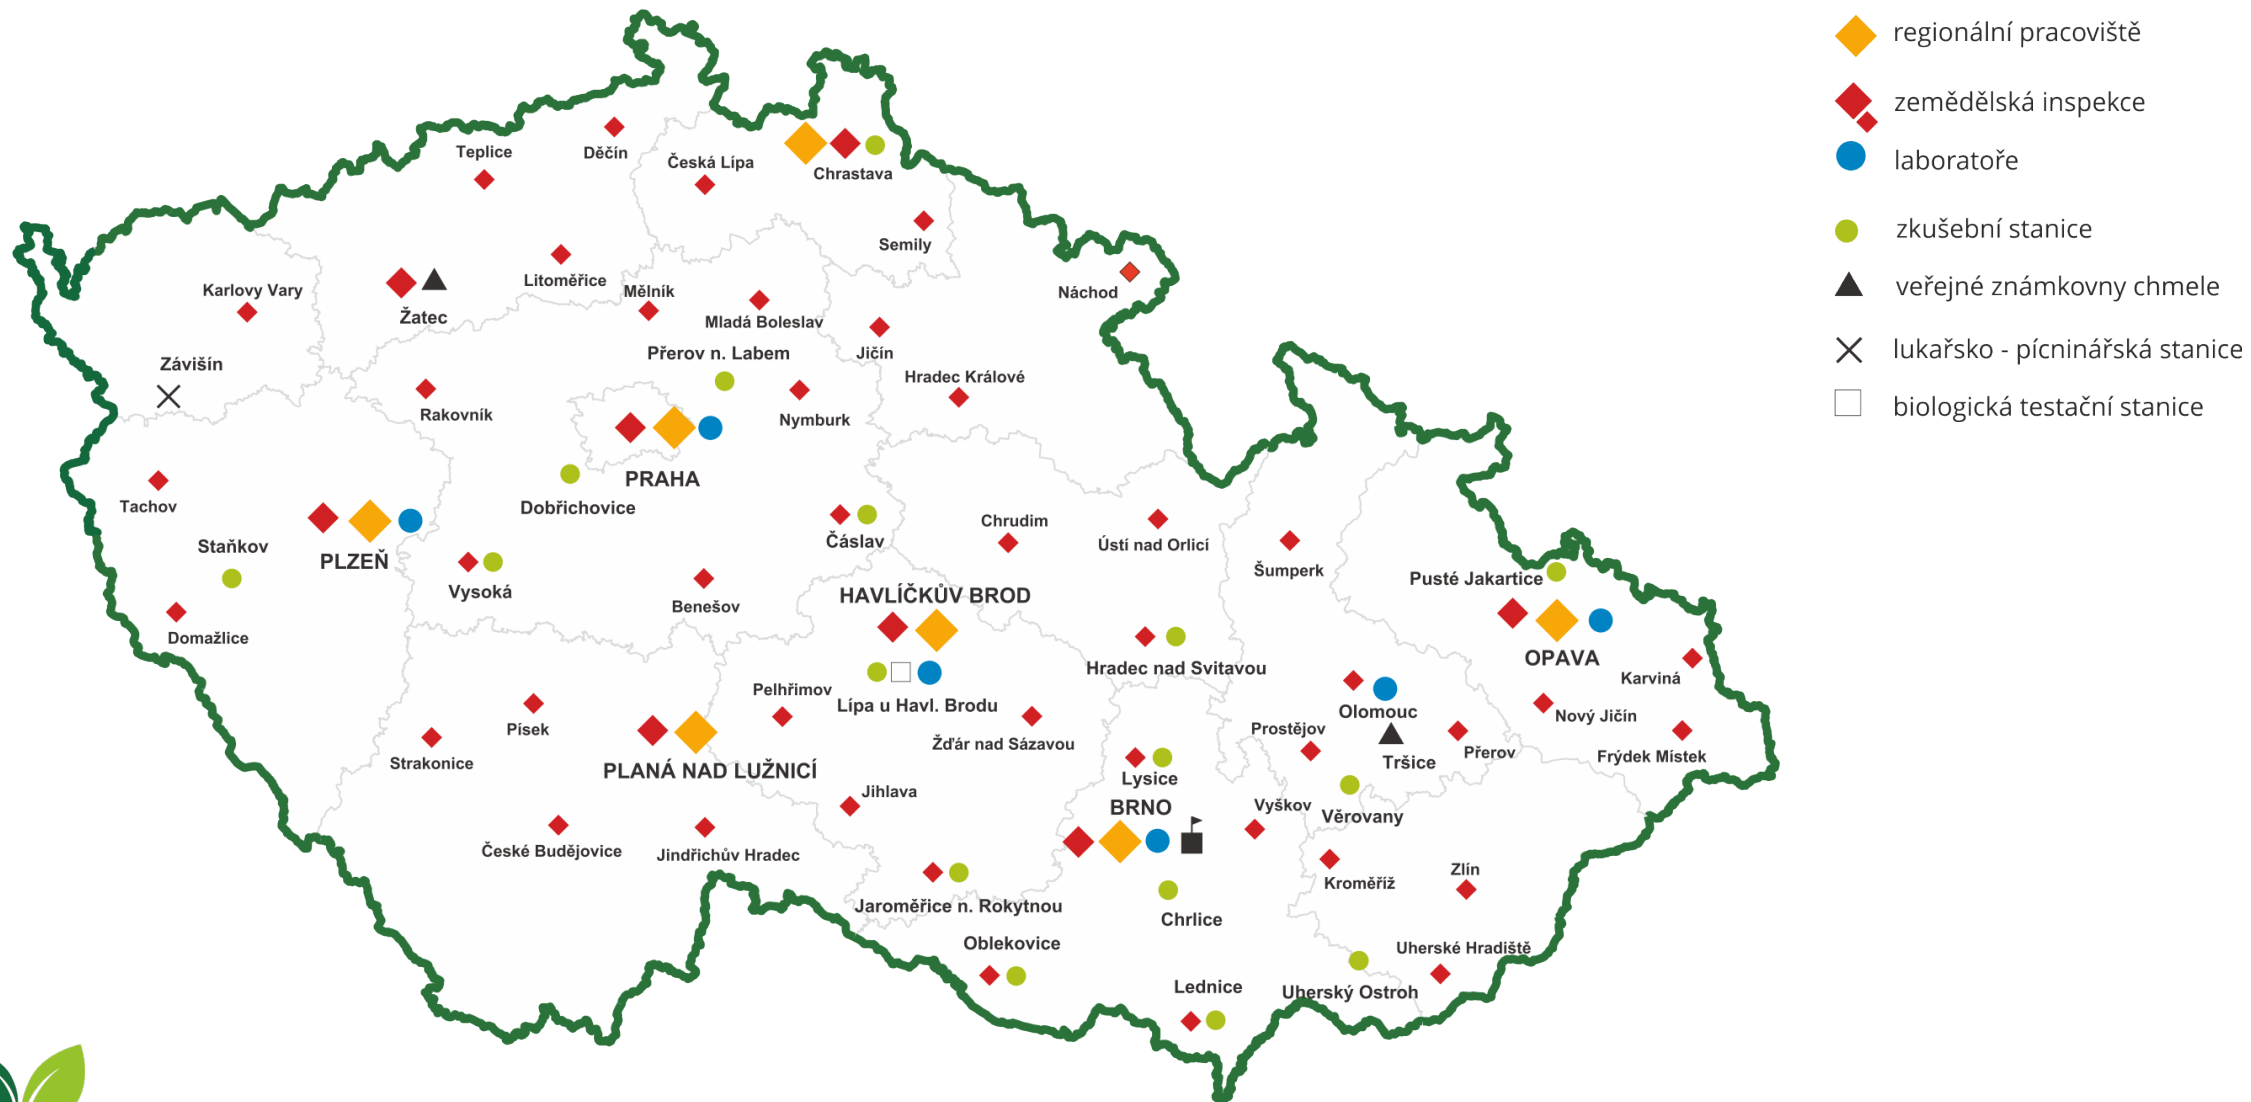 regionální pracoviště
zemědělská inspekce
laboratoře
zkušební stanice
veřejné známkovny chmele
lukařsko - pícninářská stanice
biologická testační stanice
Teplice
Děčín
Česká Lípa
Chrastava
Semily
Litoměřice
Karlovy Vary
Mělník
Náchod
Žatec
Mladá Boleslav
Přerov n. Labem
Jičín
Závišín
Hradec Králové
Rakovník
Nymburk
PRAHA
Tachov
Dobřichovice
Chrudim
Čáslav
Ústí nad Orlicí
Staňkov
PLZEŇ
Šumperk
Pusté Jakartice
Vysoká
HAVLÍČKŮV BROD
Benešov
Domažlice
OPAVA
Hradec nad Svitavou
Karviná
Pelhřimov
Lípa u Havl. Brodu
Olomouc
Nový Jičín
Písek
Prostějov
Žďár nad Sázavou
Přerov
Frýdek Místek
Strakonice
Tršice
PLANÁ NAD LUŽNICÍ
Lysice
Jihlava
BRNO
Vyškov
Věrovany
České Budějovice
Jindřichův Hradec
Zlín
Kroměříž
Jaroměřice n. Rokytnou
Chrlice
Oblekovice
Uherské Hradiště
Lednice
Uherský Ostroh